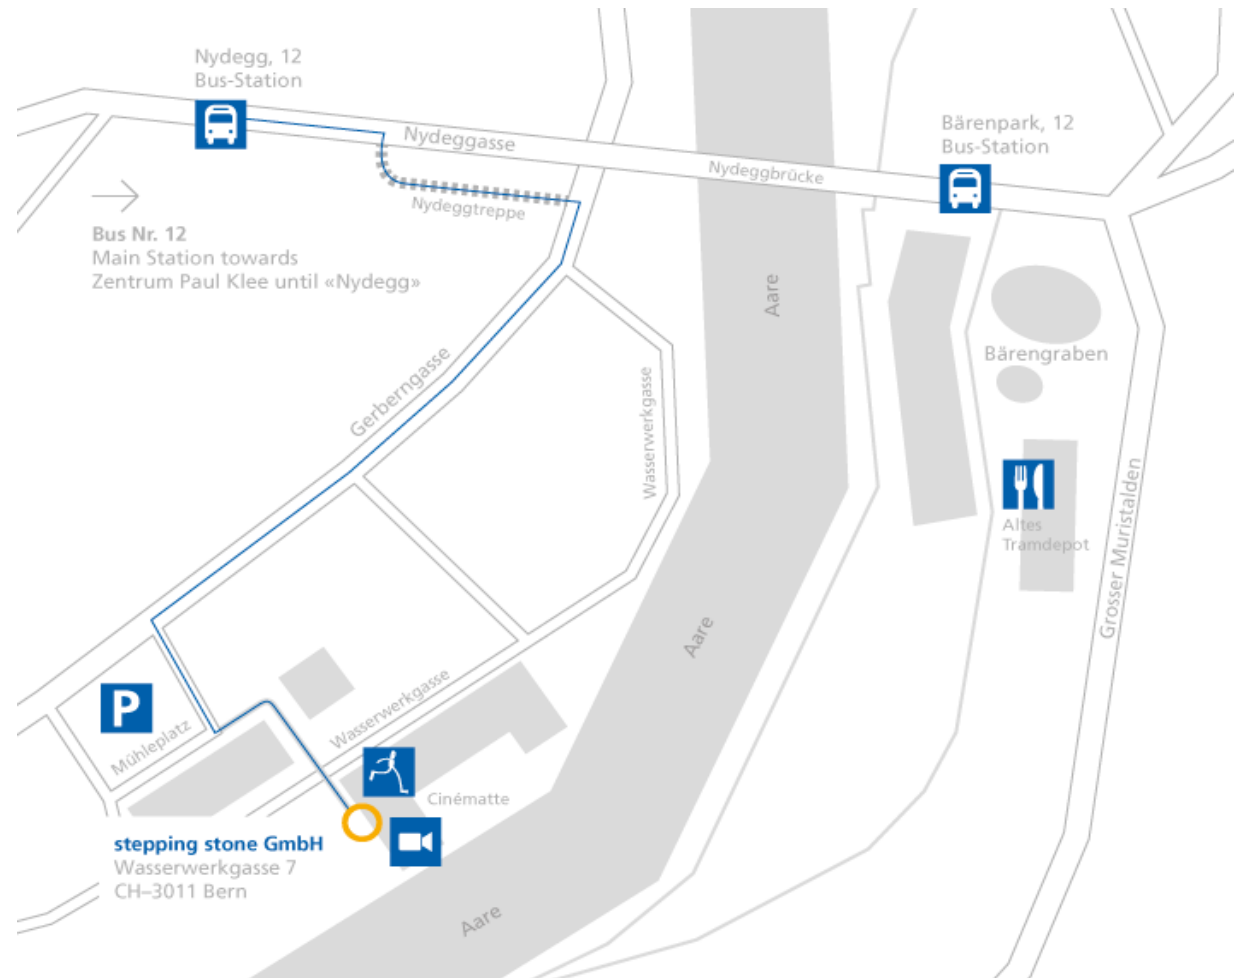 Nydegg, 12
Bus-Station
Bärenpark, 12
Bus-Station
Nydeggasse
Nydeggbrücke
Nydeggtreppe
Bus Nr. 12
Main Station towards
Zentrum Paul Klee until «Nydegg»
Aare
Bärengraben
Gerberngasse
Wasserwerkgasse
Altes
Tramdepot
Grosser Muristalden
Aare
P
Mühleplatz
Wasserwerkgasse
Cinématte
stepping stone GmbH
Wasserwerkgasse 7
CH–3011 Bern
Aare